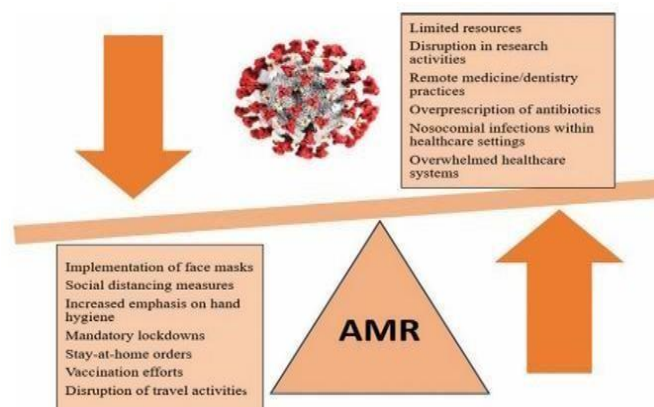 Limited resources
Disruption in research
activities
Remote medicine/dentistry
practices
Overprescription of antibiotics
Nosocomial infections within
healthcare settings
Overwhelmed healthcare
systems
Implementation of face masks
Social distancing measures
Increased emphasis on hand
hygiene
Mandatory lockdowns
Stay-at-home orders
Vaccination efforts
Disruption of travel activities
AMR